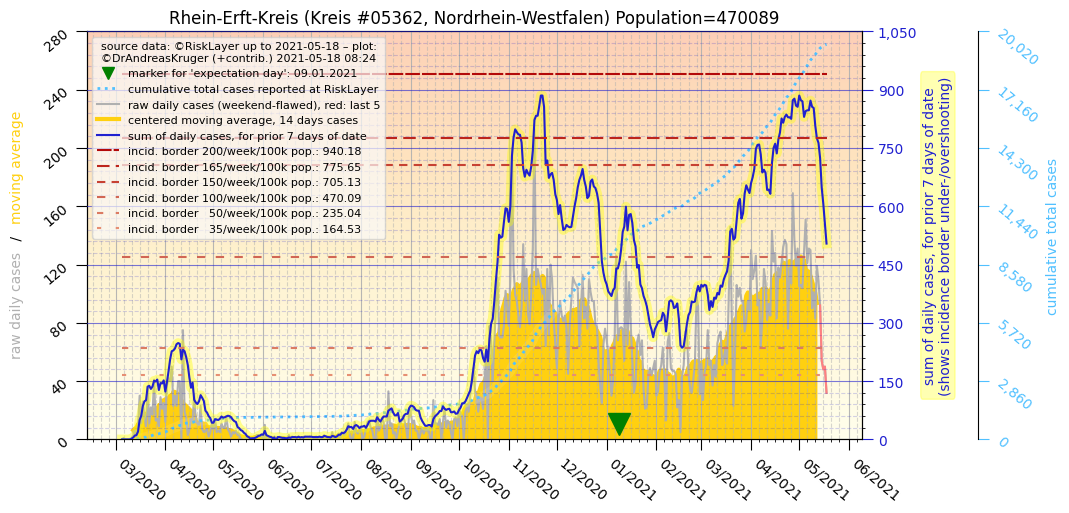 Rhein-Erft-Kreis (Kreis #05362, Nordrhein-Westfalen) Population=470089
source data: ©RiskLayer up to 2021-05-18 – plot:
©DrAndreasKruger (+contrib.) 2021-05-18 08:24
marker for 'expectation day': 09.01.2021
cumulative total cases reported at RiskLayer
raw daily cases (weekend-flawed), red: last 5
centered moving average, 14 days cases
sum of daily cases, for prior 7 days of date
incid. border 200/week/100k pop.: 940.18
incid. border 165/week/100k pop.: 775.65
incid. border 150/week/100k pop.: 705.13
incid. border 100/week/100k pop.: 470.09
incid. border 50/week/100k pop.: 235.04
incid. border 35/week/100k pop.: 164.53
raw daily cases / moving average
280
240
200
160
120
80
40
0
03/2020
04/2020
05/2020
06/2020
07/2020
08/2020
09/2020
10/2020
11/2020
12/2020
01/2021
02/2021
03/2021
04/2021
05/2021
06/2021
1,050
900
750
600
450
300
150
0
sum of daily cases, for prior 7 days of date
(shows incidence border under-/overshooting)
20,020
17,160
14,300
11,440
8,580
5,720
2,860
0
cumulative total cases